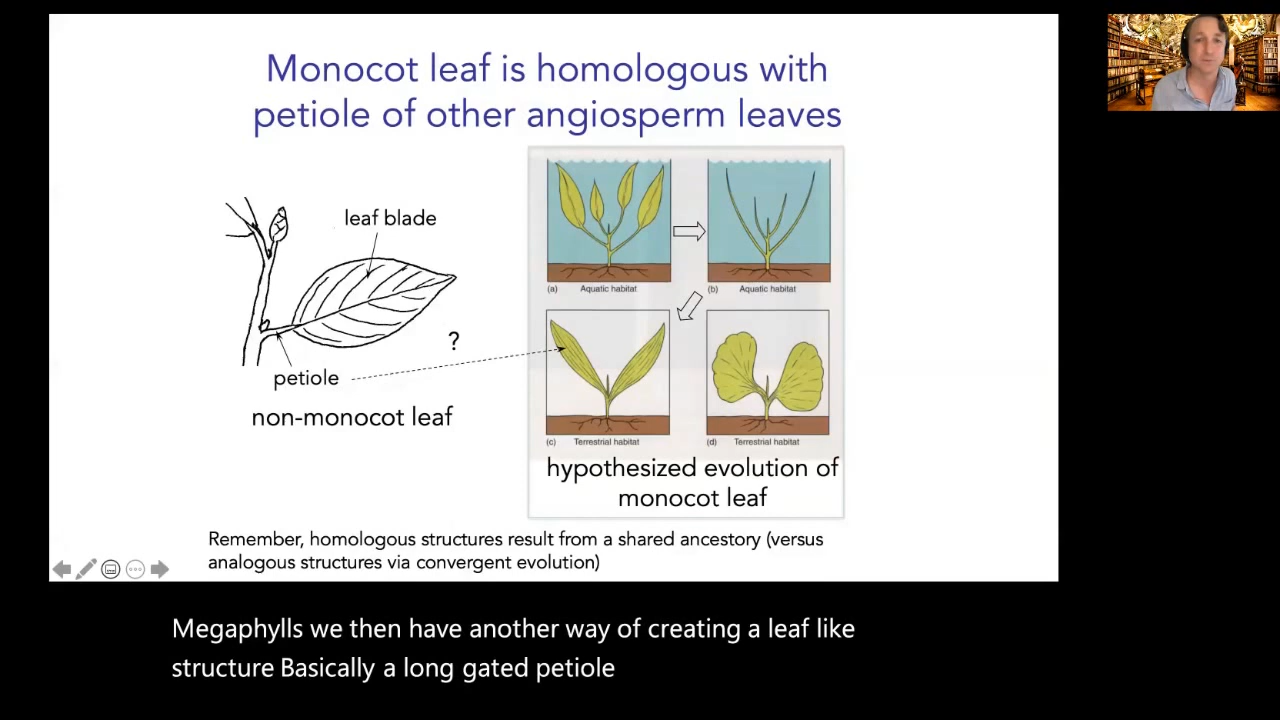 Monocot leaf is homologous with
petiole of other angiosperm leaves
leaf blade
?
petiole
non-monocot leaf
(a) Aquatic habitat
(b) Aquatic habitat
(c) Terrestrial habitat
(d) Terrestrial habitat
hypothesized evolution of
monocot leaf
Remember, homologous structures result from a shared ancestory (versus
analogous structures via convergent evolution)
Megaphylls we then have another way of creating a leaf like
structure Basically a long gated petiole